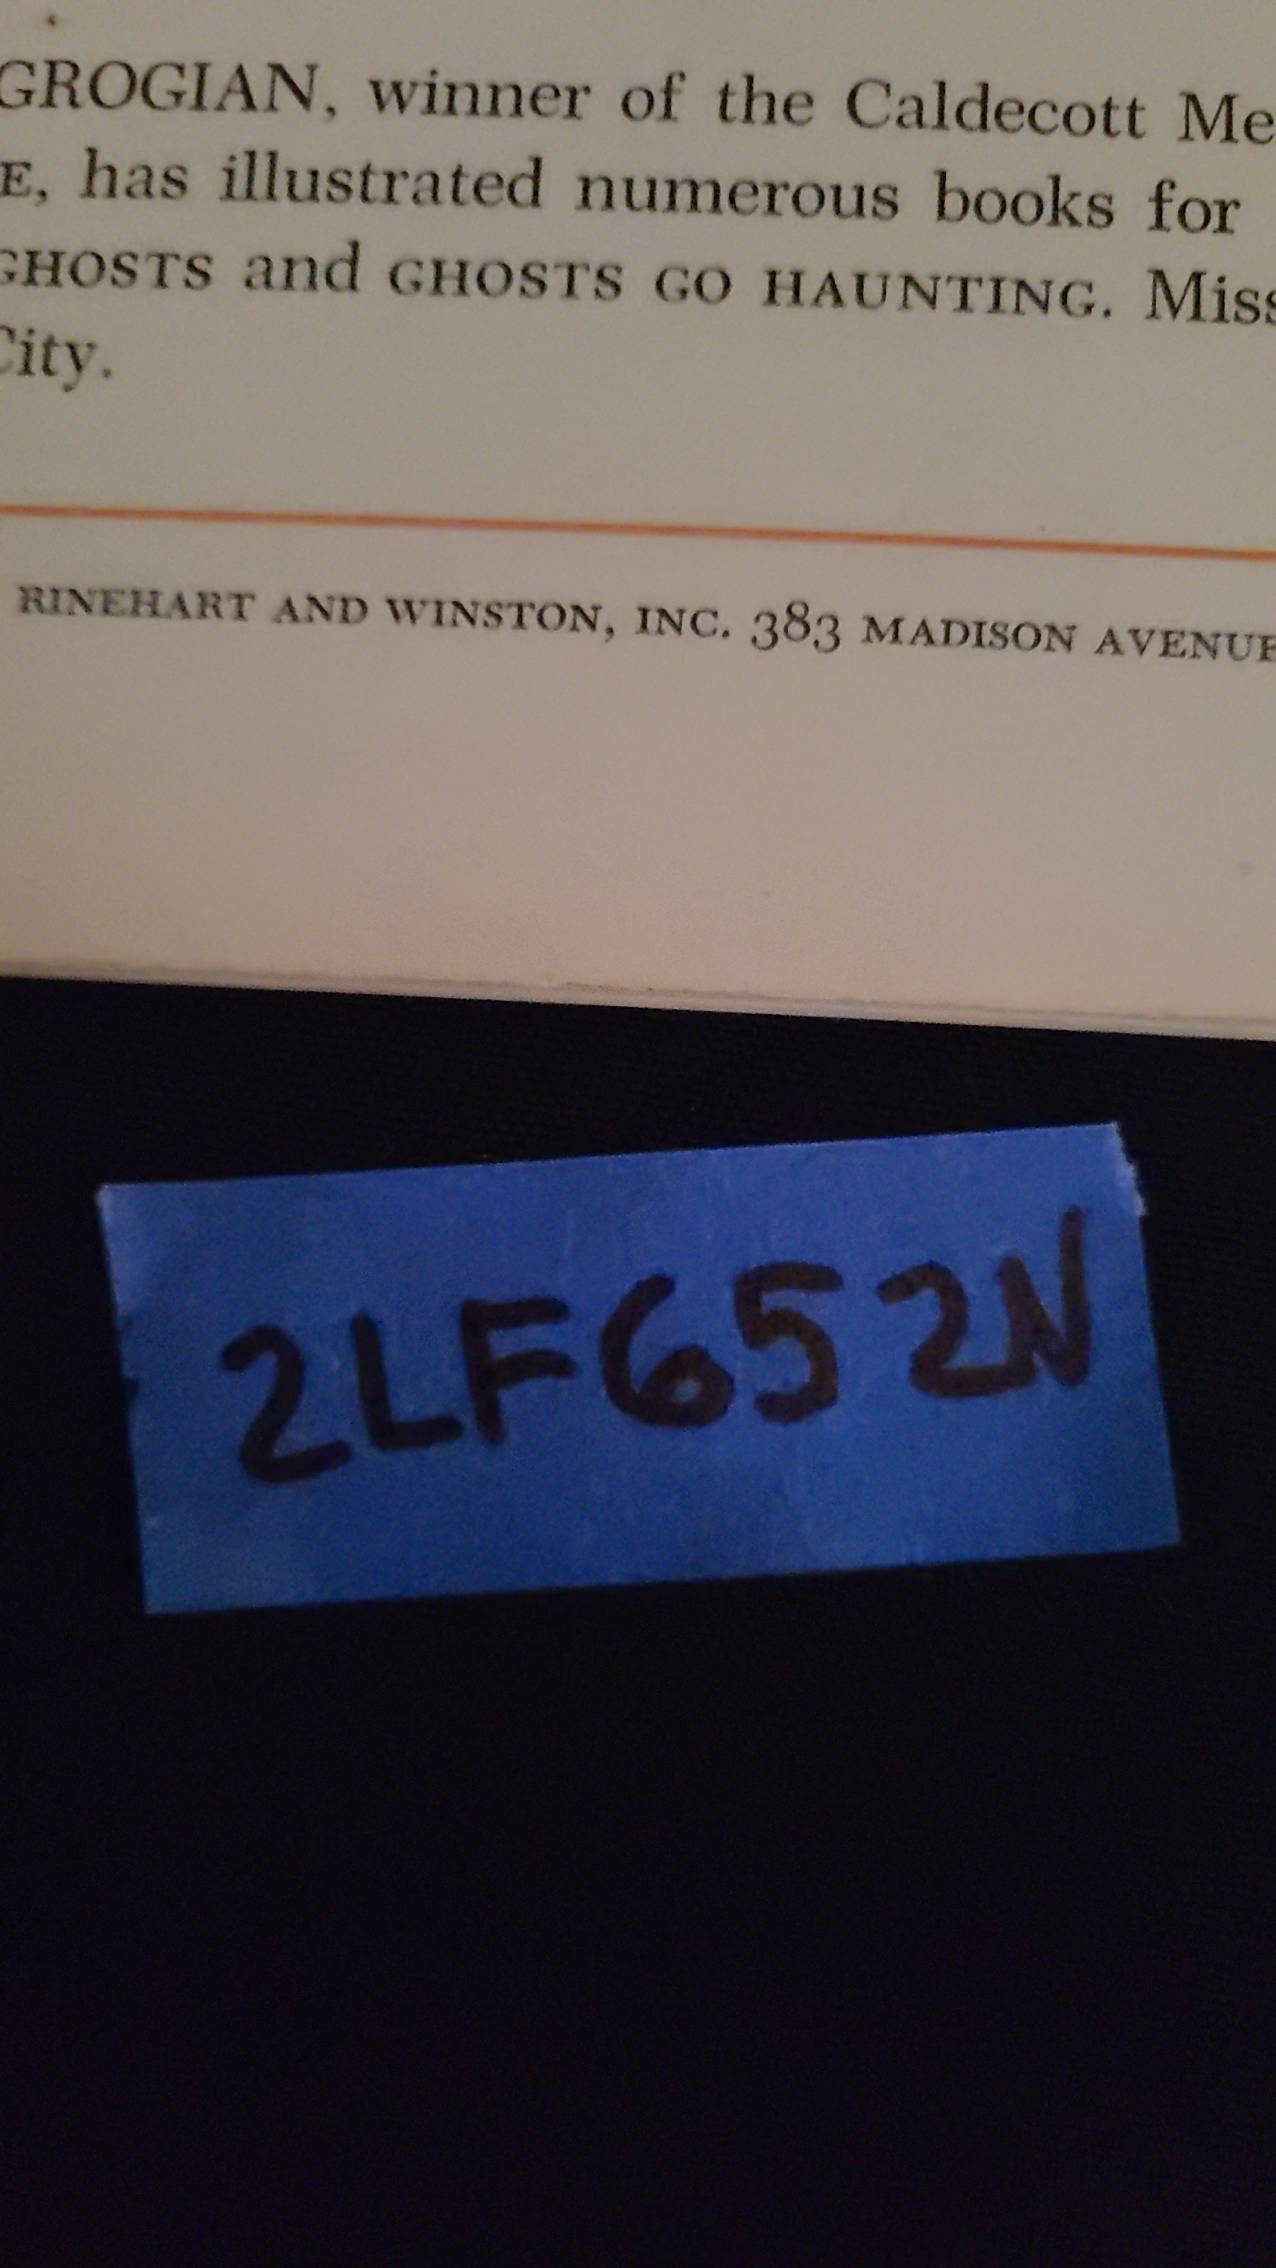 GROGIAN, winner of the Caldecott Me
E, has illustrated numerous books for
GHOSTS and GHOSTS GO HAUNTING. Miss
City.
RINEHART AND WINSTON, INC. 383 MADISON AVENUE
2LF652N